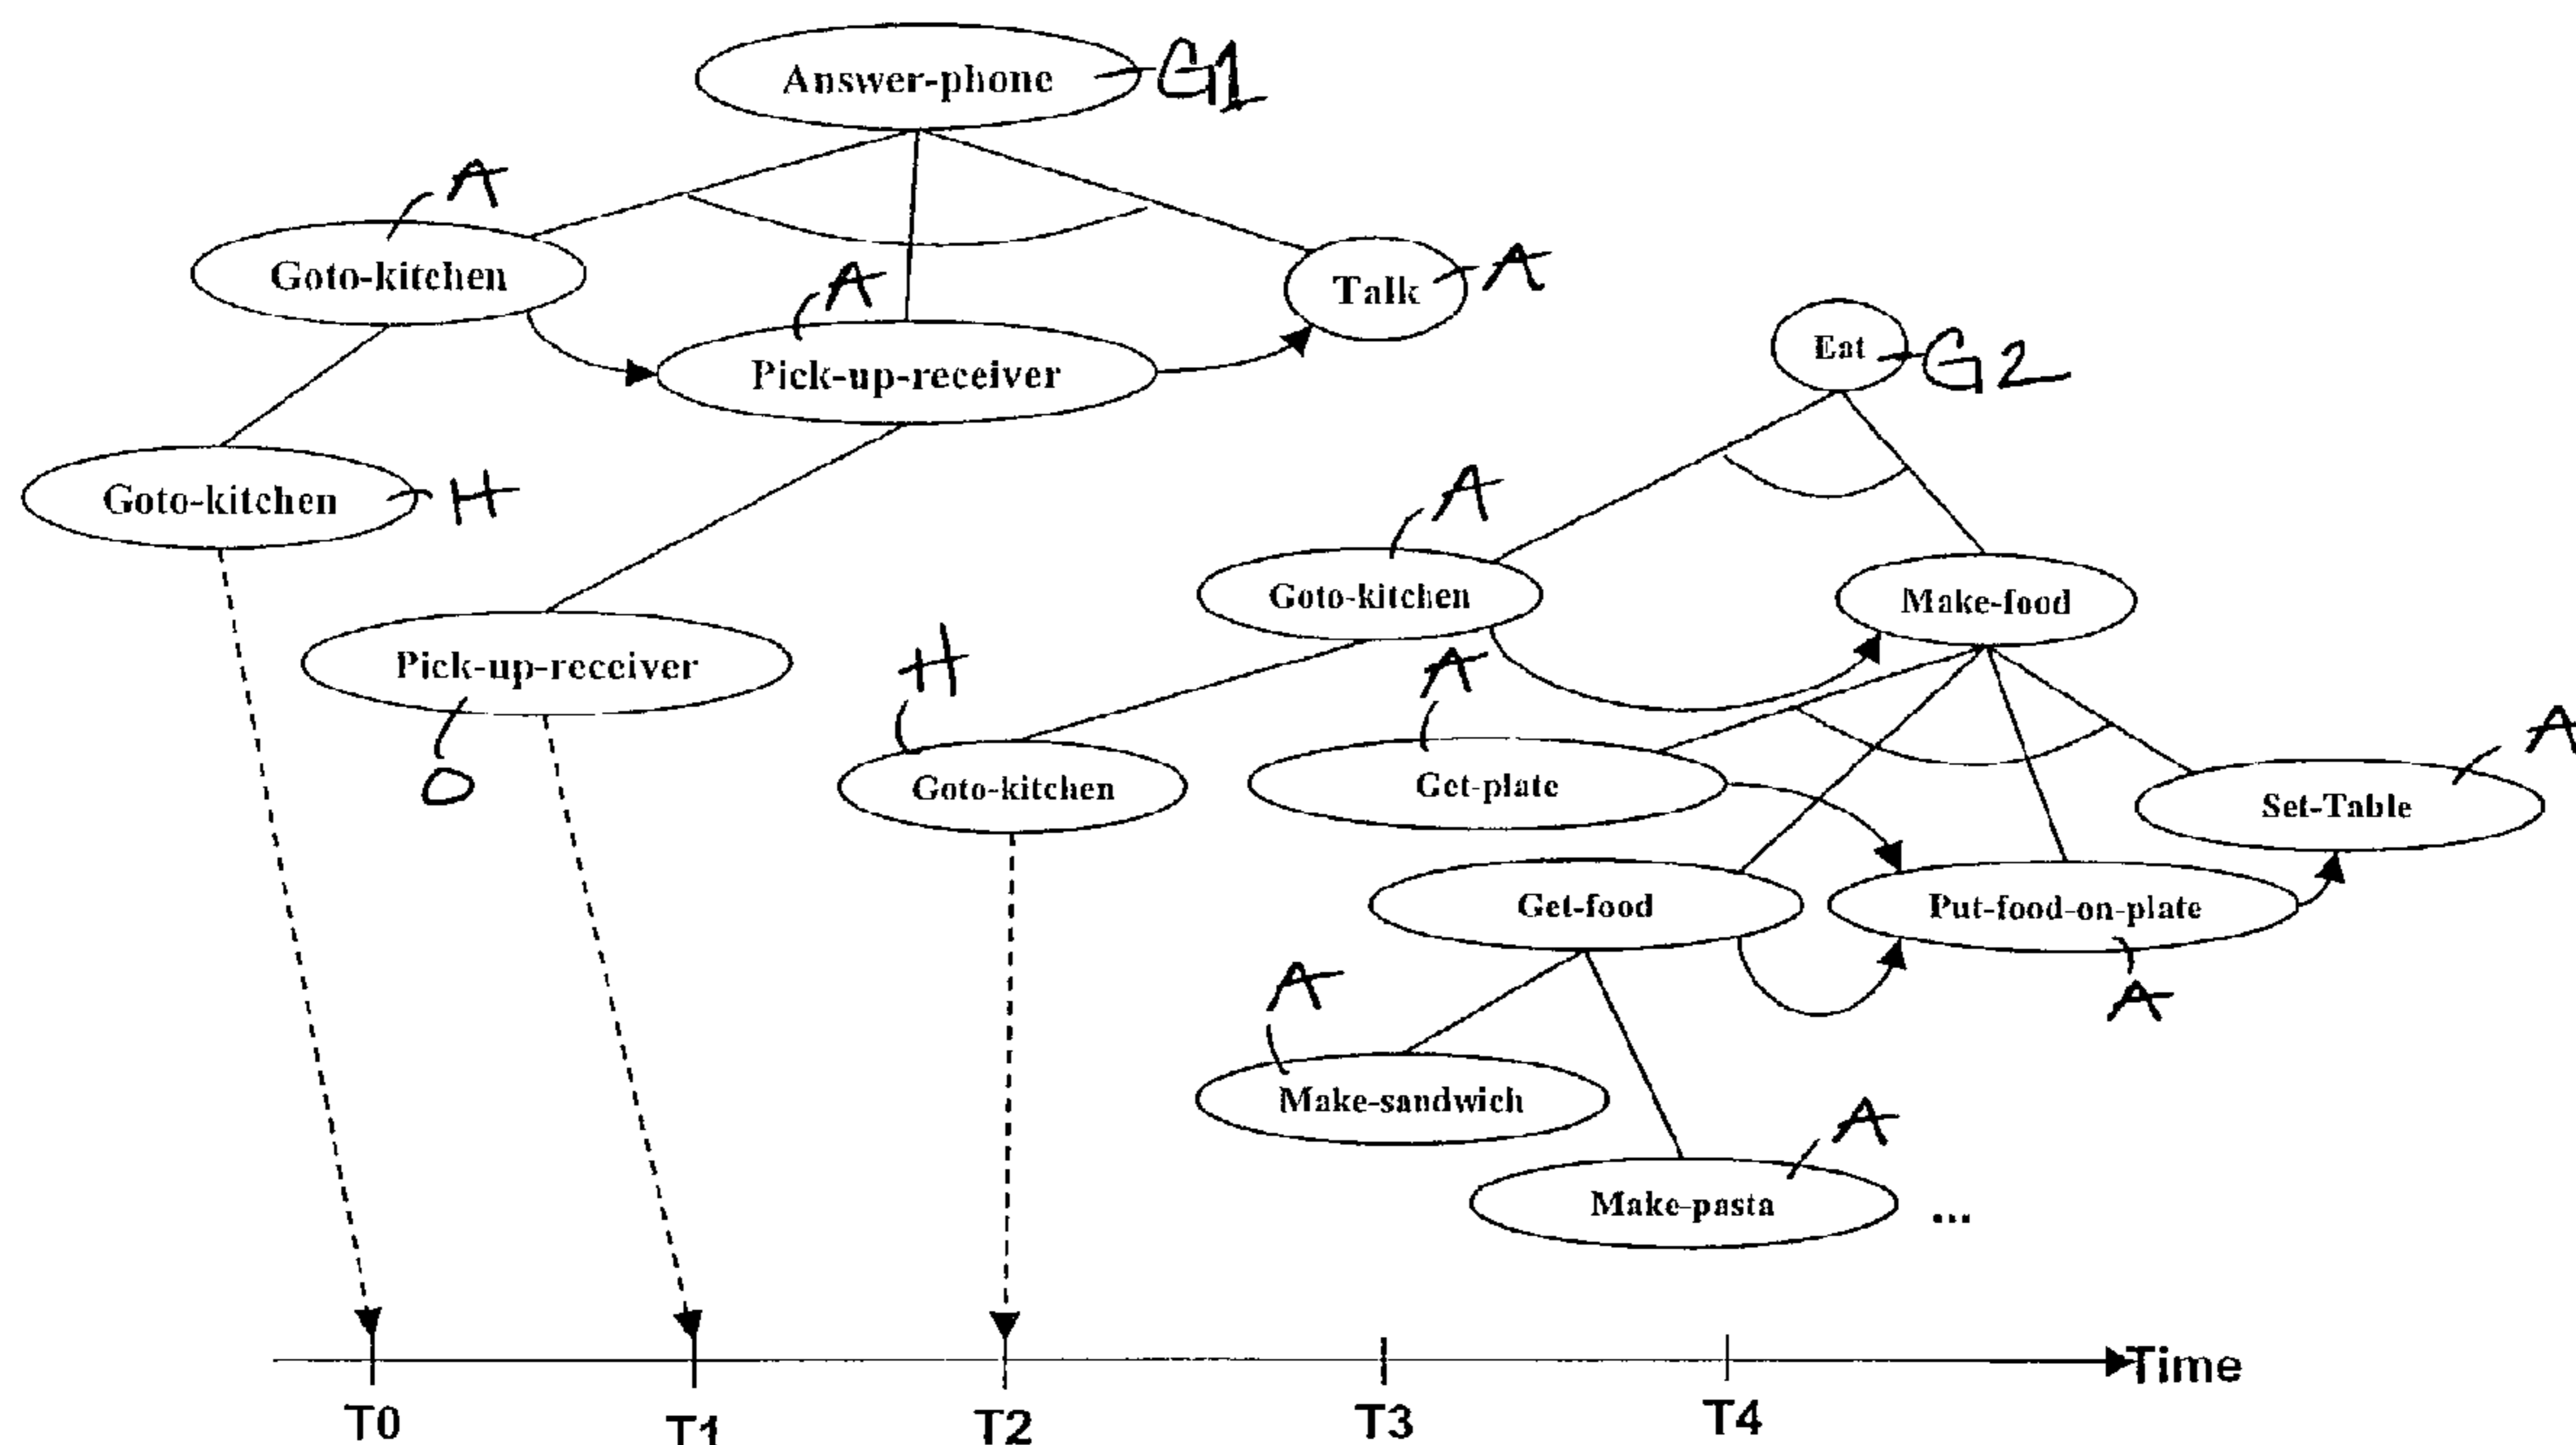 Answer-phone
G1
A
Goto-kitchen
A
Talk
A
Pick-up-receiver
Eat
G2
Goto-kitchen
H
A
Goto-kitchen
Make-food
Pick-up-receiver
O
H
A
Goto-kitchen
Get-plate
A
Set-Table
Get-food
Put-food-on-plate
A
A
Make-sandwich
A
Make-pasta
...
Time
T0
T1
T2
T3
T4